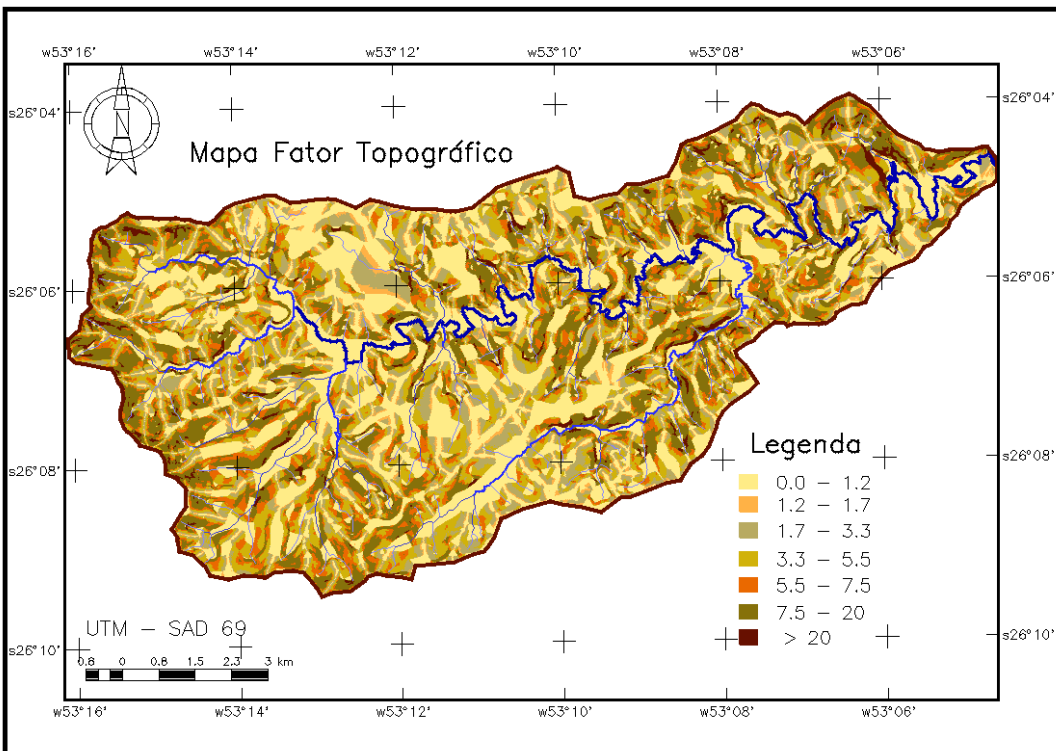 w53°16' w53°14' w53°12' w53°10' w53°08' w53°06'
s26°04' s26°04'
N
Mapa Fator Topográfico
s26°06' s26°06'
s26°08' s26°08'
Legenda
0.0 – 1.2
1.2 – 1.7
1.7 – 3.3
3.3 – 5.5
5.5 – 7.5
7.5 – 20
> 20
UTM – SAD 69
s26°10' s26°10'
0.8 0 0.8 1.5 2.3 3 km
w53°16' w53°14' w53°12' w53°10' w53°08' w53°06'